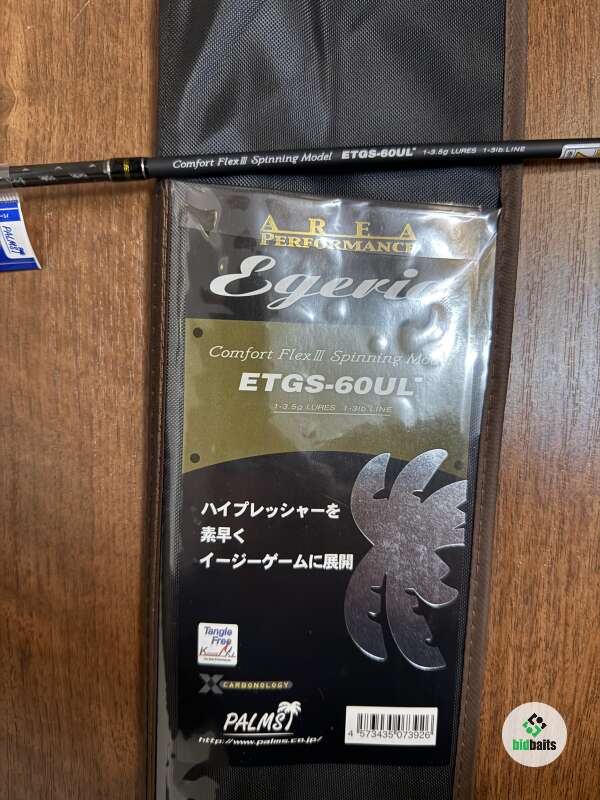 Comfort Flex III Spinning Model ETGS-60UL 1-3.5g LURES 1-3lb LINE
PALMS
AREA
PERFORMANCE
Egeria
Comfort Flex III Spinning Model
ETGS-60UL
1-3.5g LURES 1-3lb LINE
ハイプレッシャーを
素早く
イージーゲームに展開
Tangle
Free
CARBONOLOGY
PALMS
http://www.palms.co.jp/
4 573435 073926
bidbaits